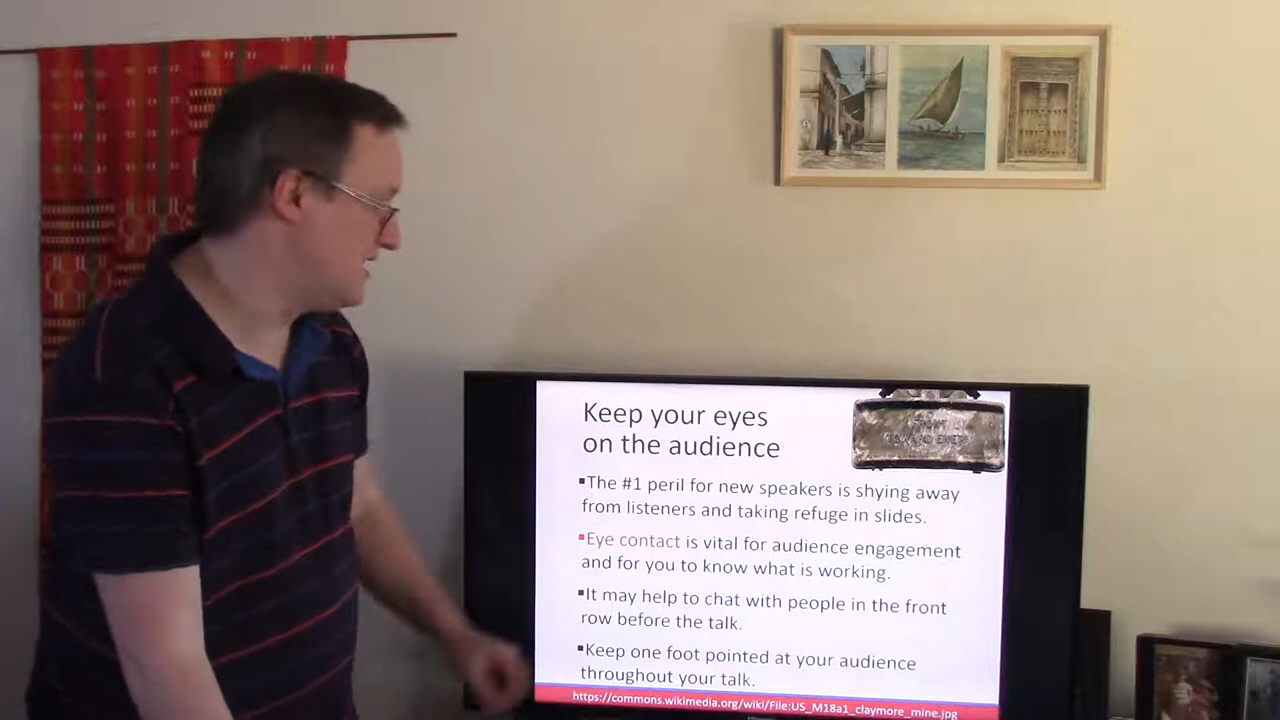 Keep your eyes
on the audience
▪The #1 peril for new speakers is shying away
from listeners and taking refuge in slides.
▪Eye contact is vital for audience engagement
and for you to know what is working.
▪It may help to chat with people in the front
row before the talk.
▪Keep one foot pointed at your audience
throughout your talk.
https://commons.wikimedia.org/wiki/File:US_M18a1_claymore_mine.jpg